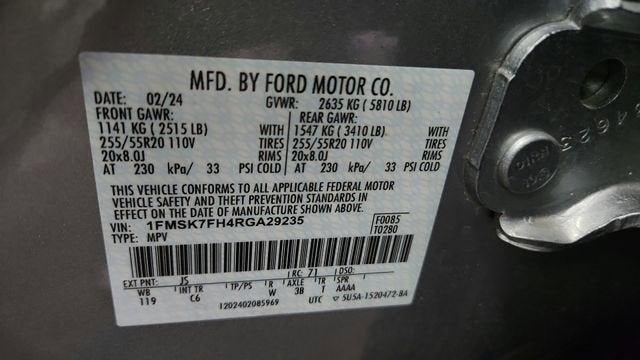 MFD. BY FORD MOTOR CO.
DATE: 02/24 GVWR: 2635 KG ( 5810 LB)
FRONT GAWR: REAR GAWR:
1141 KG ( 2515 LB) WITH 1547 KG ( 3410 LB) WITH
255/55R20 110V TIRES 255/55R20 110V TIRES
20x8.0J RIMS 20x8.0J RIMS
AT 230 kPa/ 33 PSI COLD AT 230 kPa/ 33 PSI COLD
THIS VEHICLE CONFORMS TO ALL APPLICABLE FEDERAL MOTOR
VEHICLE SAFETY AND THEFT PREVENTION STANDARDS IN
EFFECT ON THE DATE OF MANUFACTURE SHOWN ABOVE.
VIN: 1FMSK7FH4RGA29235 F0085
TYPE: MPV T0280
EXT PNT: JS RC: 71 DSO:
WB INT TR TP/PS R AXLE TR SPR
119 C6 W 3B T AAAA
1202402085969 UTC 5U5A-1520472-BA